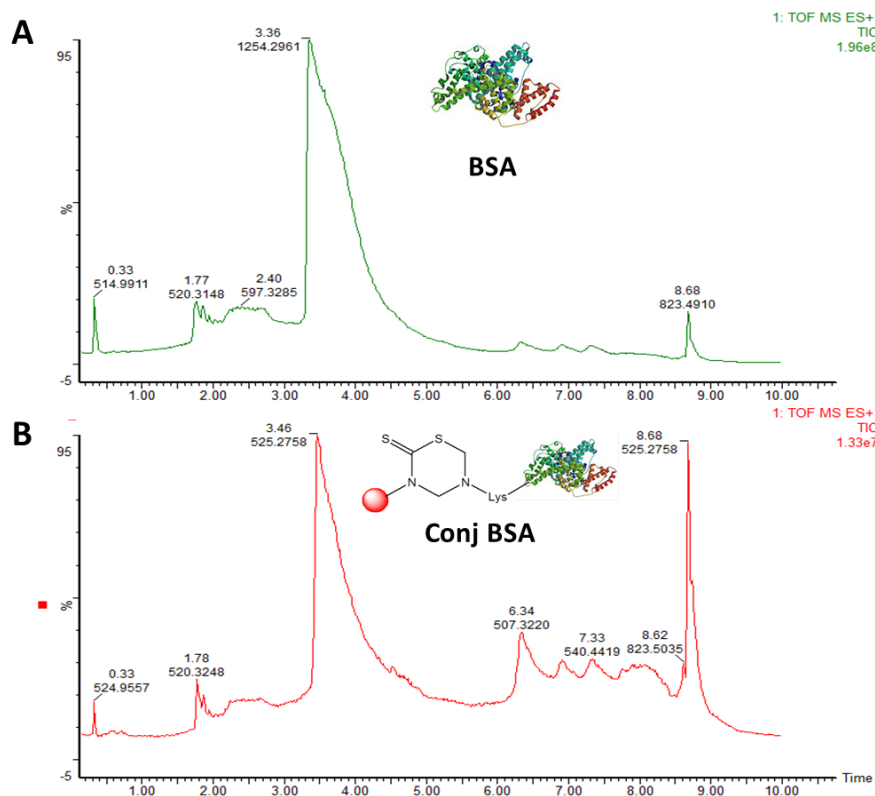 A
1: TOF MS ES+
TIC
1.96e8
95
3.36
1254.2961
BSA
%
0.33
514.9911
1.77
520.3148
2.40
597.3285
8.68
823.4910
-5
1.00 2.00 3.00 4.00 5.00 6.00 7.00 8.00 9.00 10.00
B
1: TOF MS ES+
TIC
1.33e7
95
3.46
525.2758
8.68
525.2758
S S
N N Lys
Conj BSA
%
0.33
524.9557
1.78
520.3248
6.34
507.3220
7.33
540.4419
8.62
823.5035
-5
Time
1.00 2.00 3.00 4.00 5.00 6.00 7.00 8.00 9.00 10.00